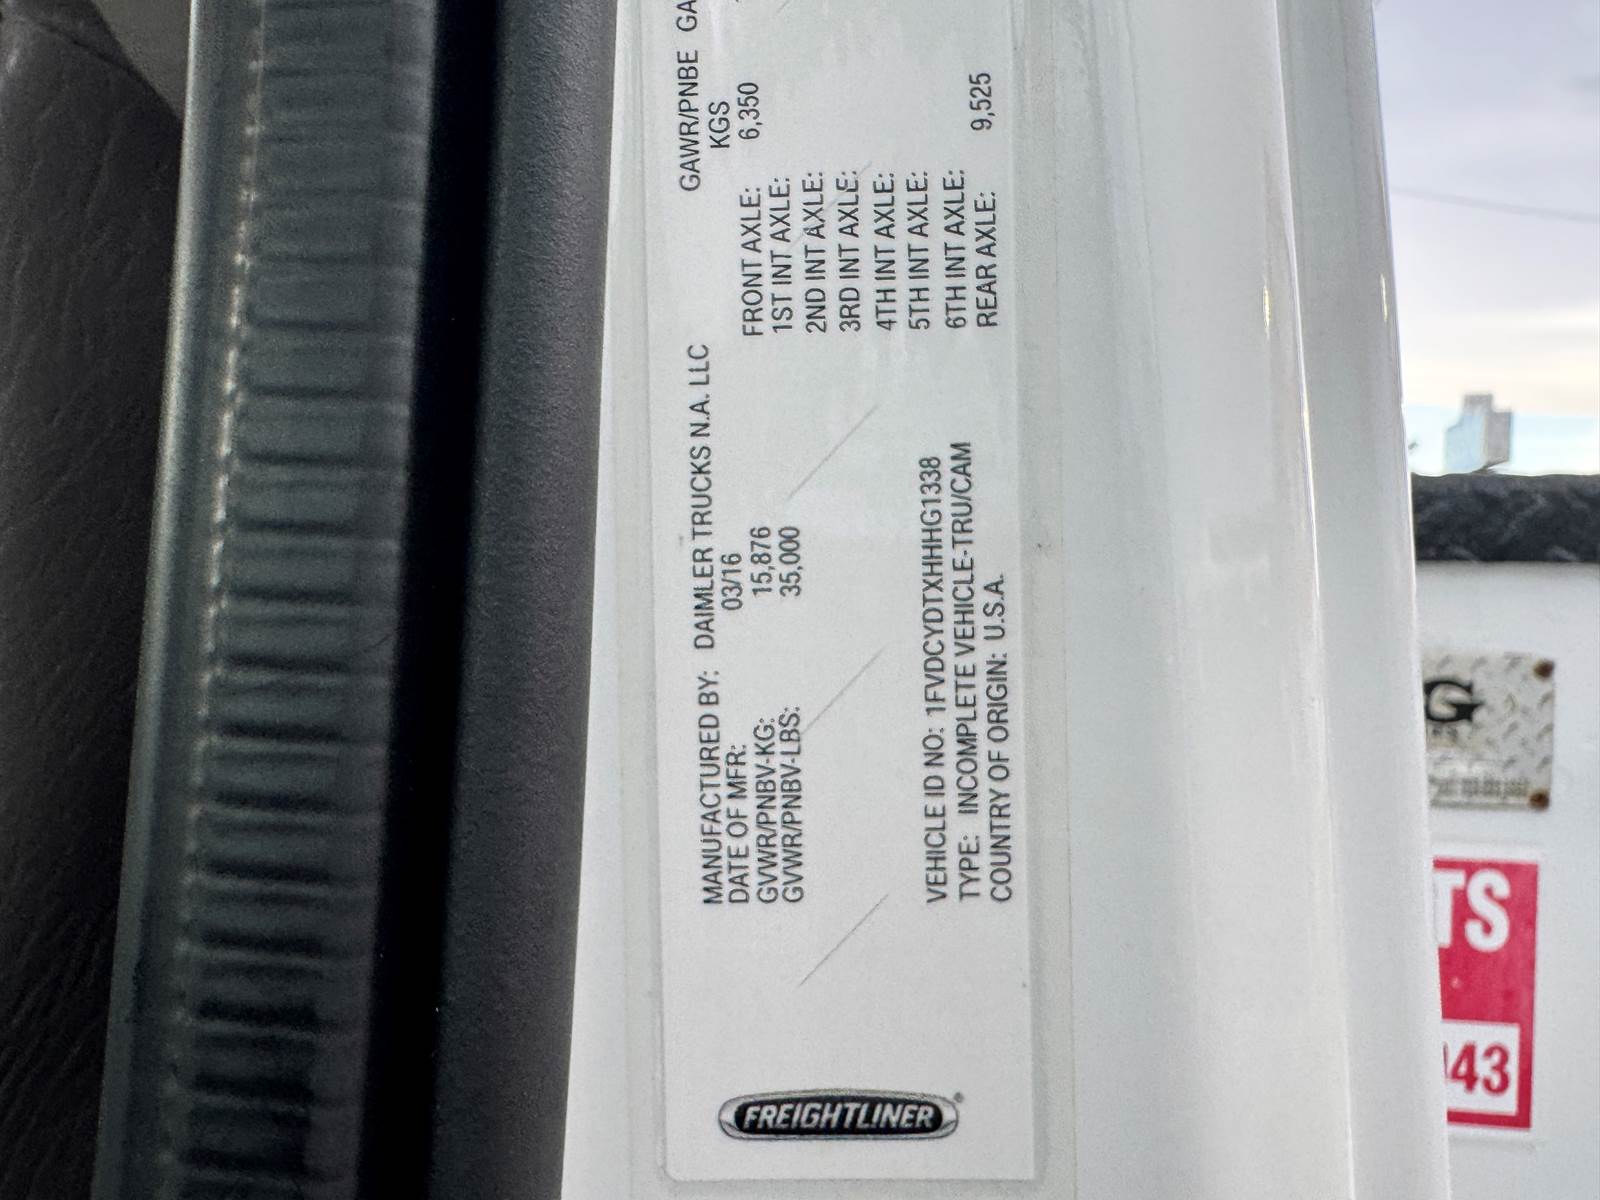 FREIGHTLINER®
MANUFACTURED BY: DAIMLER TRUCKS N.A. LLC
DATE OF MFR: 03/16
GVWR/PNBV-KG: 15,876
GVWR/PNBV-LBS: 35,000
VEHICLE ID NO: 1FVDCYDTXHHHG1338
TYPE: INCOMPLETE VEHICLE-TRU/CAM
COUNTRY OF ORIGIN: U.S.A.
GAWR/PNBE GA
KGS
FRONT AXLE: 6,350
1ST INT AXLE:
2ND INT AXLE:
3RD INT AXLE:
4TH INT AXLE:
5TH INT AXLE:
6TH INT AXLE:
REAR AXLE: 9,525
G
TS
43